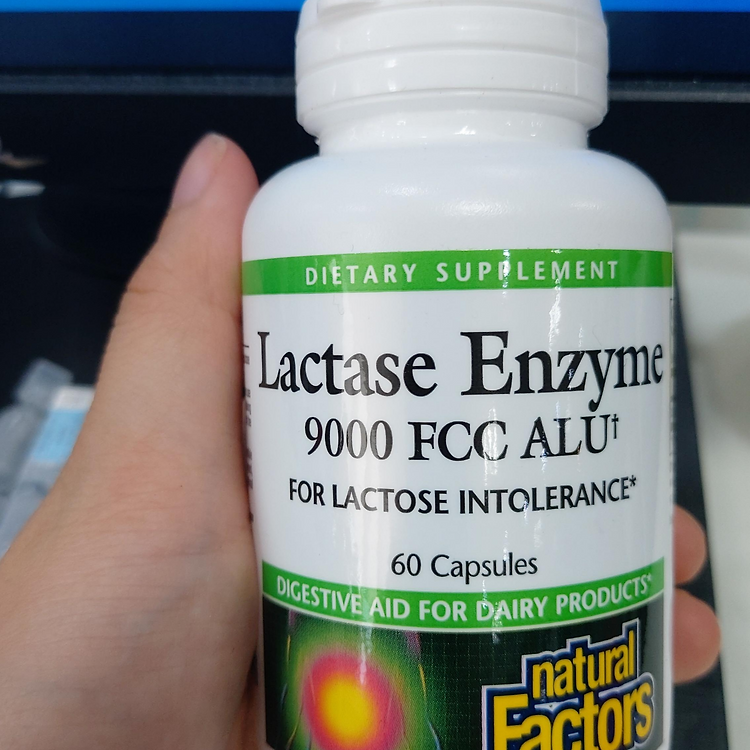 DIETARY SUPPLEMENT
Lactase Enzyme
9000 FCC ALU†
FOR LACTOSE INTOLERANCE*
60 Capsules
DIGESTIVE AID FOR DAIRY PRODUCTS*
natural
Factors